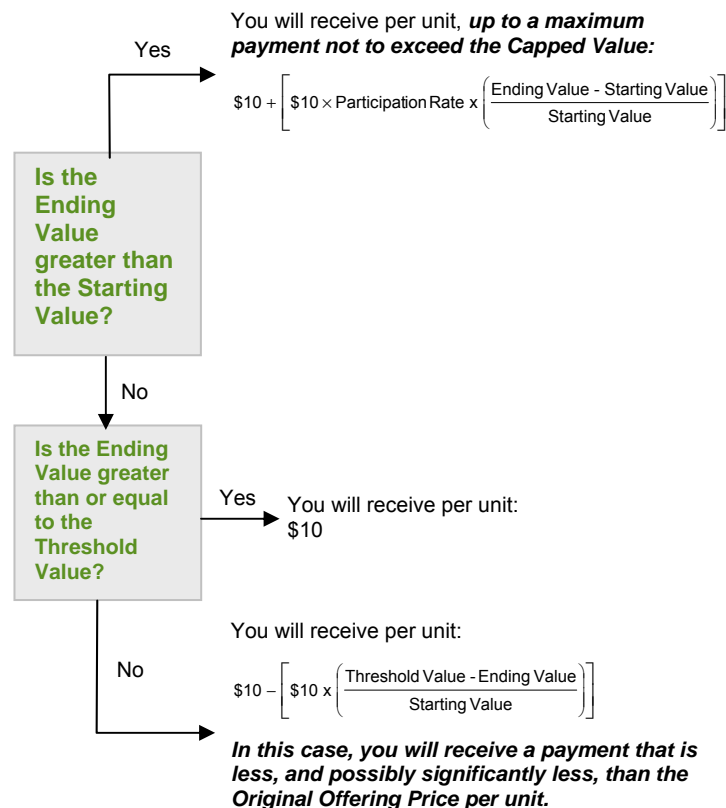 Yes
You will receive per unit, up to a maximum
payment not to exceed the Capped Value:
$10 + [ $10 × Participation Rate x ( Ending Value - Starting Value / Starting Value ) ]
Is the
Ending
Value
greater than
the Starting
Value?
No
Is the Ending
Value greater
than or equal
to the
Threshold
Value?
Yes
You will receive per unit:
$10
No
You will receive per unit:
$10 – [ $10 x ( Threshold Value - Ending Value / Starting Value ) ]
In this case, you will receive a payment that is
less, and possibly significantly less, than the
Original Offering Price per unit.